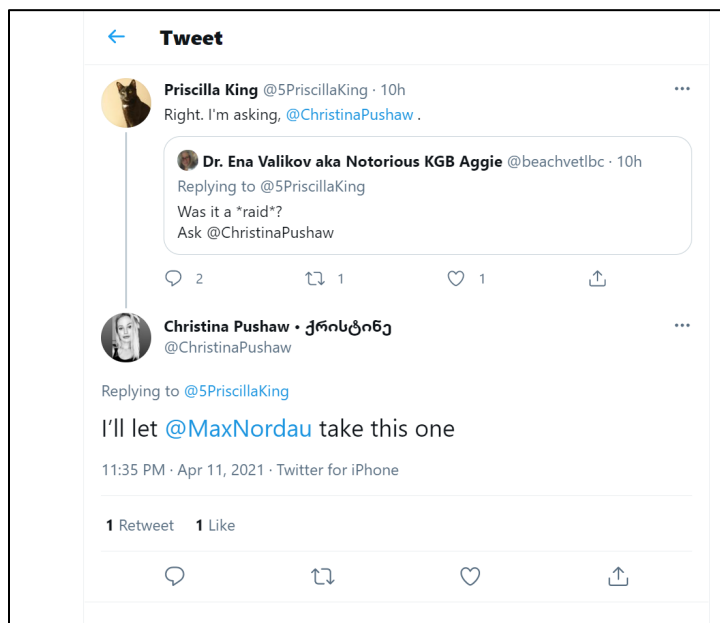 Tweet
Priscilla King @5PriscillaKing · 10h
Right. I'm asking, @ChristinaPushaw .
Dr. Ena Valikov aka Notorious KGB Aggie @beachvetlbc · 10h
Replying to @5PriscillaKing
Was it a *raid*?
Ask @ChristinaPushaw
2 1 1
Christina Pushaw • ქრისტინე
@ChristinaPushaw
Replying to @5PriscillaKing
I’ll let @MaxNordau take this one
11:35 PM · Apr 11, 2021 · Twitter for iPhone
1 Retweet 1 Like